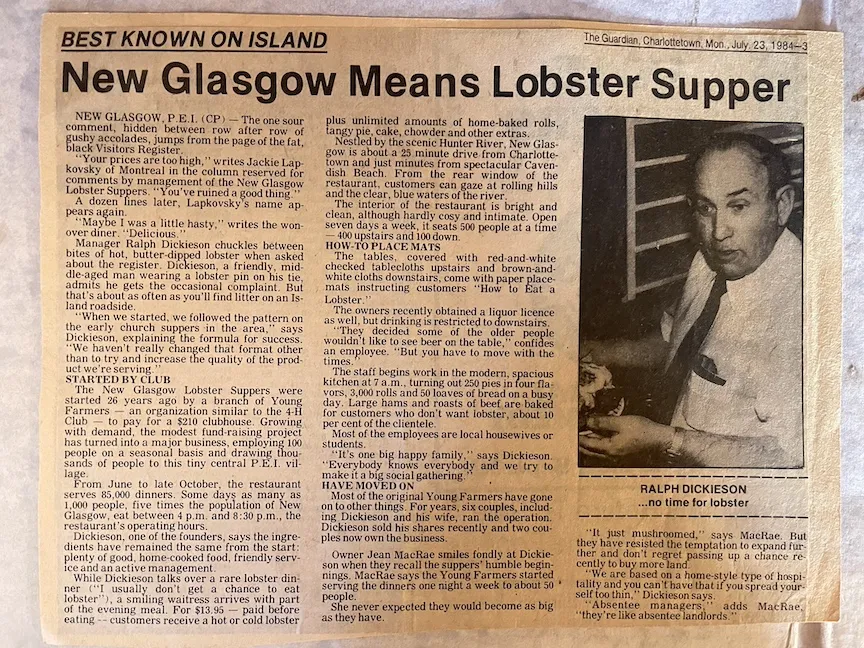 BEST KNOWN ON ISLAND
The Guardian, Charlottetown, Mon., July. 23, 1984—3
New Glasgow Means Lobster Supper
NEW GLASGOW, P.E.I. (CP) — The one sour
comment, hidden between row after row of
gushy accolades, jumps from the page of the fat,
black Visitors Register.
"Your prices are too high," writes Jackie Lap-
kovsky of Montreal in the column reserved for
comments by management of the New Glasgow
Lobster Suppers. "You've ruined a good thing."
A dozen lines later, Lapkovsky's name ap-
pears again.
"Maybe I was a little hasty," writes the won-
over diner. "Delicious."
Manager Ralph Dickieson chuckles between
bites of hot, butter-dipped lobster when asked
about the register. Dickieson, a friendly, mid-
dle-aged man wearing a lobster pin on his tie,
admits he gets the occasional complaint. But
that's about as often as you'll find litter on an Is-
land roadside.
"When we started, we followed the pattern on
the early church suppers in the area," says
Dickieson, explaining the formula for success.
"We haven't really changed that format other
than to try and increase the quality of the prod-
uct we're serving."
STARTED BY CLUB
The New Glasgow Lobster Suppers were
started 26 years ago by a branch of Young
Farmers — an organization similar to the 4-H
Club — to pay for a $210 clubhouse. Growing
with demand, the modest fund-raising project
has turned into a major business, employing 100
people on a seasonal basis and drawing thou-
sands of people to this tiny central P.E.I. vil-
lage.
From June to late October, the restaurant
serves 85,000 dinners. Some days as many as
1,000 people, five times the population of New
Glasgow, eat between 4 p.m. and 8:30 p.m., the
restaurant's operating hours.
Dickieson, one of the founders, says the ingre-
dients have remained the same from the start:
plenty of good, home-cooked food, friendly serv-
ice and an active management.
While Dickieson talks over a rare lobster din-
ner ("I usually don't get a chance to eat
lobster"), a smiling waitress arrives with part
of the evening meal. For $13.95 — paid before
eating -- customers receive a hot or cold lobster
plus unlimited amounts of home-baked rolls,
tangy pie, cake, chowder and other extras.
Nestled by the scenic Hunter River, New Glas-
gow is about a 25 minute drive from Charlotte-
town and just minutes from spectacular Caven-
dish Beach. From the rear window of the
restaurant, customers can gaze at rolling hills
and the clear, blue waters of the river.
The interior of the restaurant is bright and
clean, although hardly cosy and intimate. Open
seven days a week, it seats 500 people at a time
— 400 upstairs and 100 down.
HOW-TO PLACE MATS
The tables, covered with red-and-white
checked tablecloths upstairs and brown-and-
white cloths downstairs, come with paper place-
mats instructing customers "How to Eat a
Lobster."
The owners recently obtained a liquor licence
as well, but drinking is restricted to downstairs.
"They decided some of the older people
wouldn't like to see beer on the table," confides
an employee. "But you have to move with the
times."
The staff begins work in the modern, spacious
kitchen at 7 a.m., turning out 250 pies in four fla-
vors, 3,000 rolls and 50 loaves of bread on a busy
day. Large hams and roasts of beef are baked
for customers who don't want lobster, about 10
per cent of the clientele.
Most of the employees are local housewives or
students.
"It's one big happy family," says Dickieson.
"Everybody knows everybody and we try to
make it a big social gathering."
HAVE MOVED ON
Most of the original Young Farmers have gone
on to other things. For years, six couples, includ-
ing Dickieson and his wife, ran the operation.
Dickieson sold his shares recently and two cou-
ples now own the business.
Owner Jean MacRae smiles fondly at Dickie-
son when they recall the suppers' humble begin-
nings. MacRae says the Young Farmers started
serving the dinners one night a week to about 50
people.
She never expected they would become as big
as they have.
RALPH DICKIESON
...no time for lobster
"It just mushroomed," says MacRae. But
they have resisted the temptation to expand fur-
ther and don't regret passing up a chance re-
cently to buy more land.
"We are based on a home-style type of hospi-
tality and you can't have that if you spread your-
self too thin," Dickieson says.
"Absentee managers," adds MacRae,
"they're like absentee landlords."